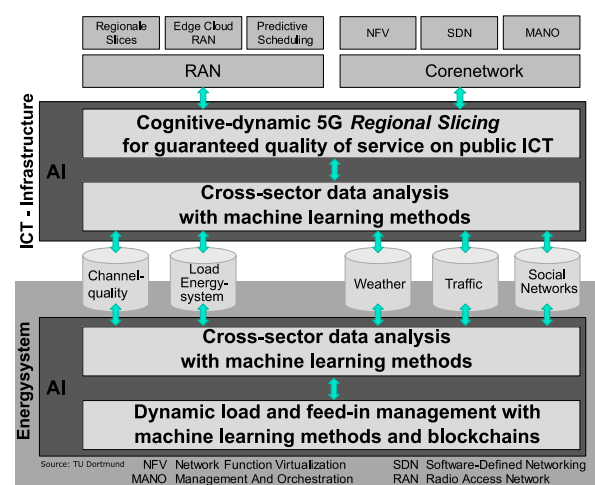 Regionale
Slices
Edge Cloud
RAN
Predictive
Scheduling
NFV
SDN
MANO
RAN
Corenetwork
ICT - Infrastructure
AI
Cognitive-dynamic 5G Regional Slicing
for guaranteed quality of service on public ICT
Cross-sector data analysis
with machine learning methods
Channel-
quality
Load
Energy-
system
Weather
Traffic
Social
Networks
Energysystem
AI
Cross-sector data analysis
with machine learning methods
Dynamic load and feed-in management with
machine learning methods and blockchains
Source: TU Dortmund
NFV Network Function Virtualization
SDN Software-Defined Networking
MANO Management And Orchestration
RAN Radio Access Network